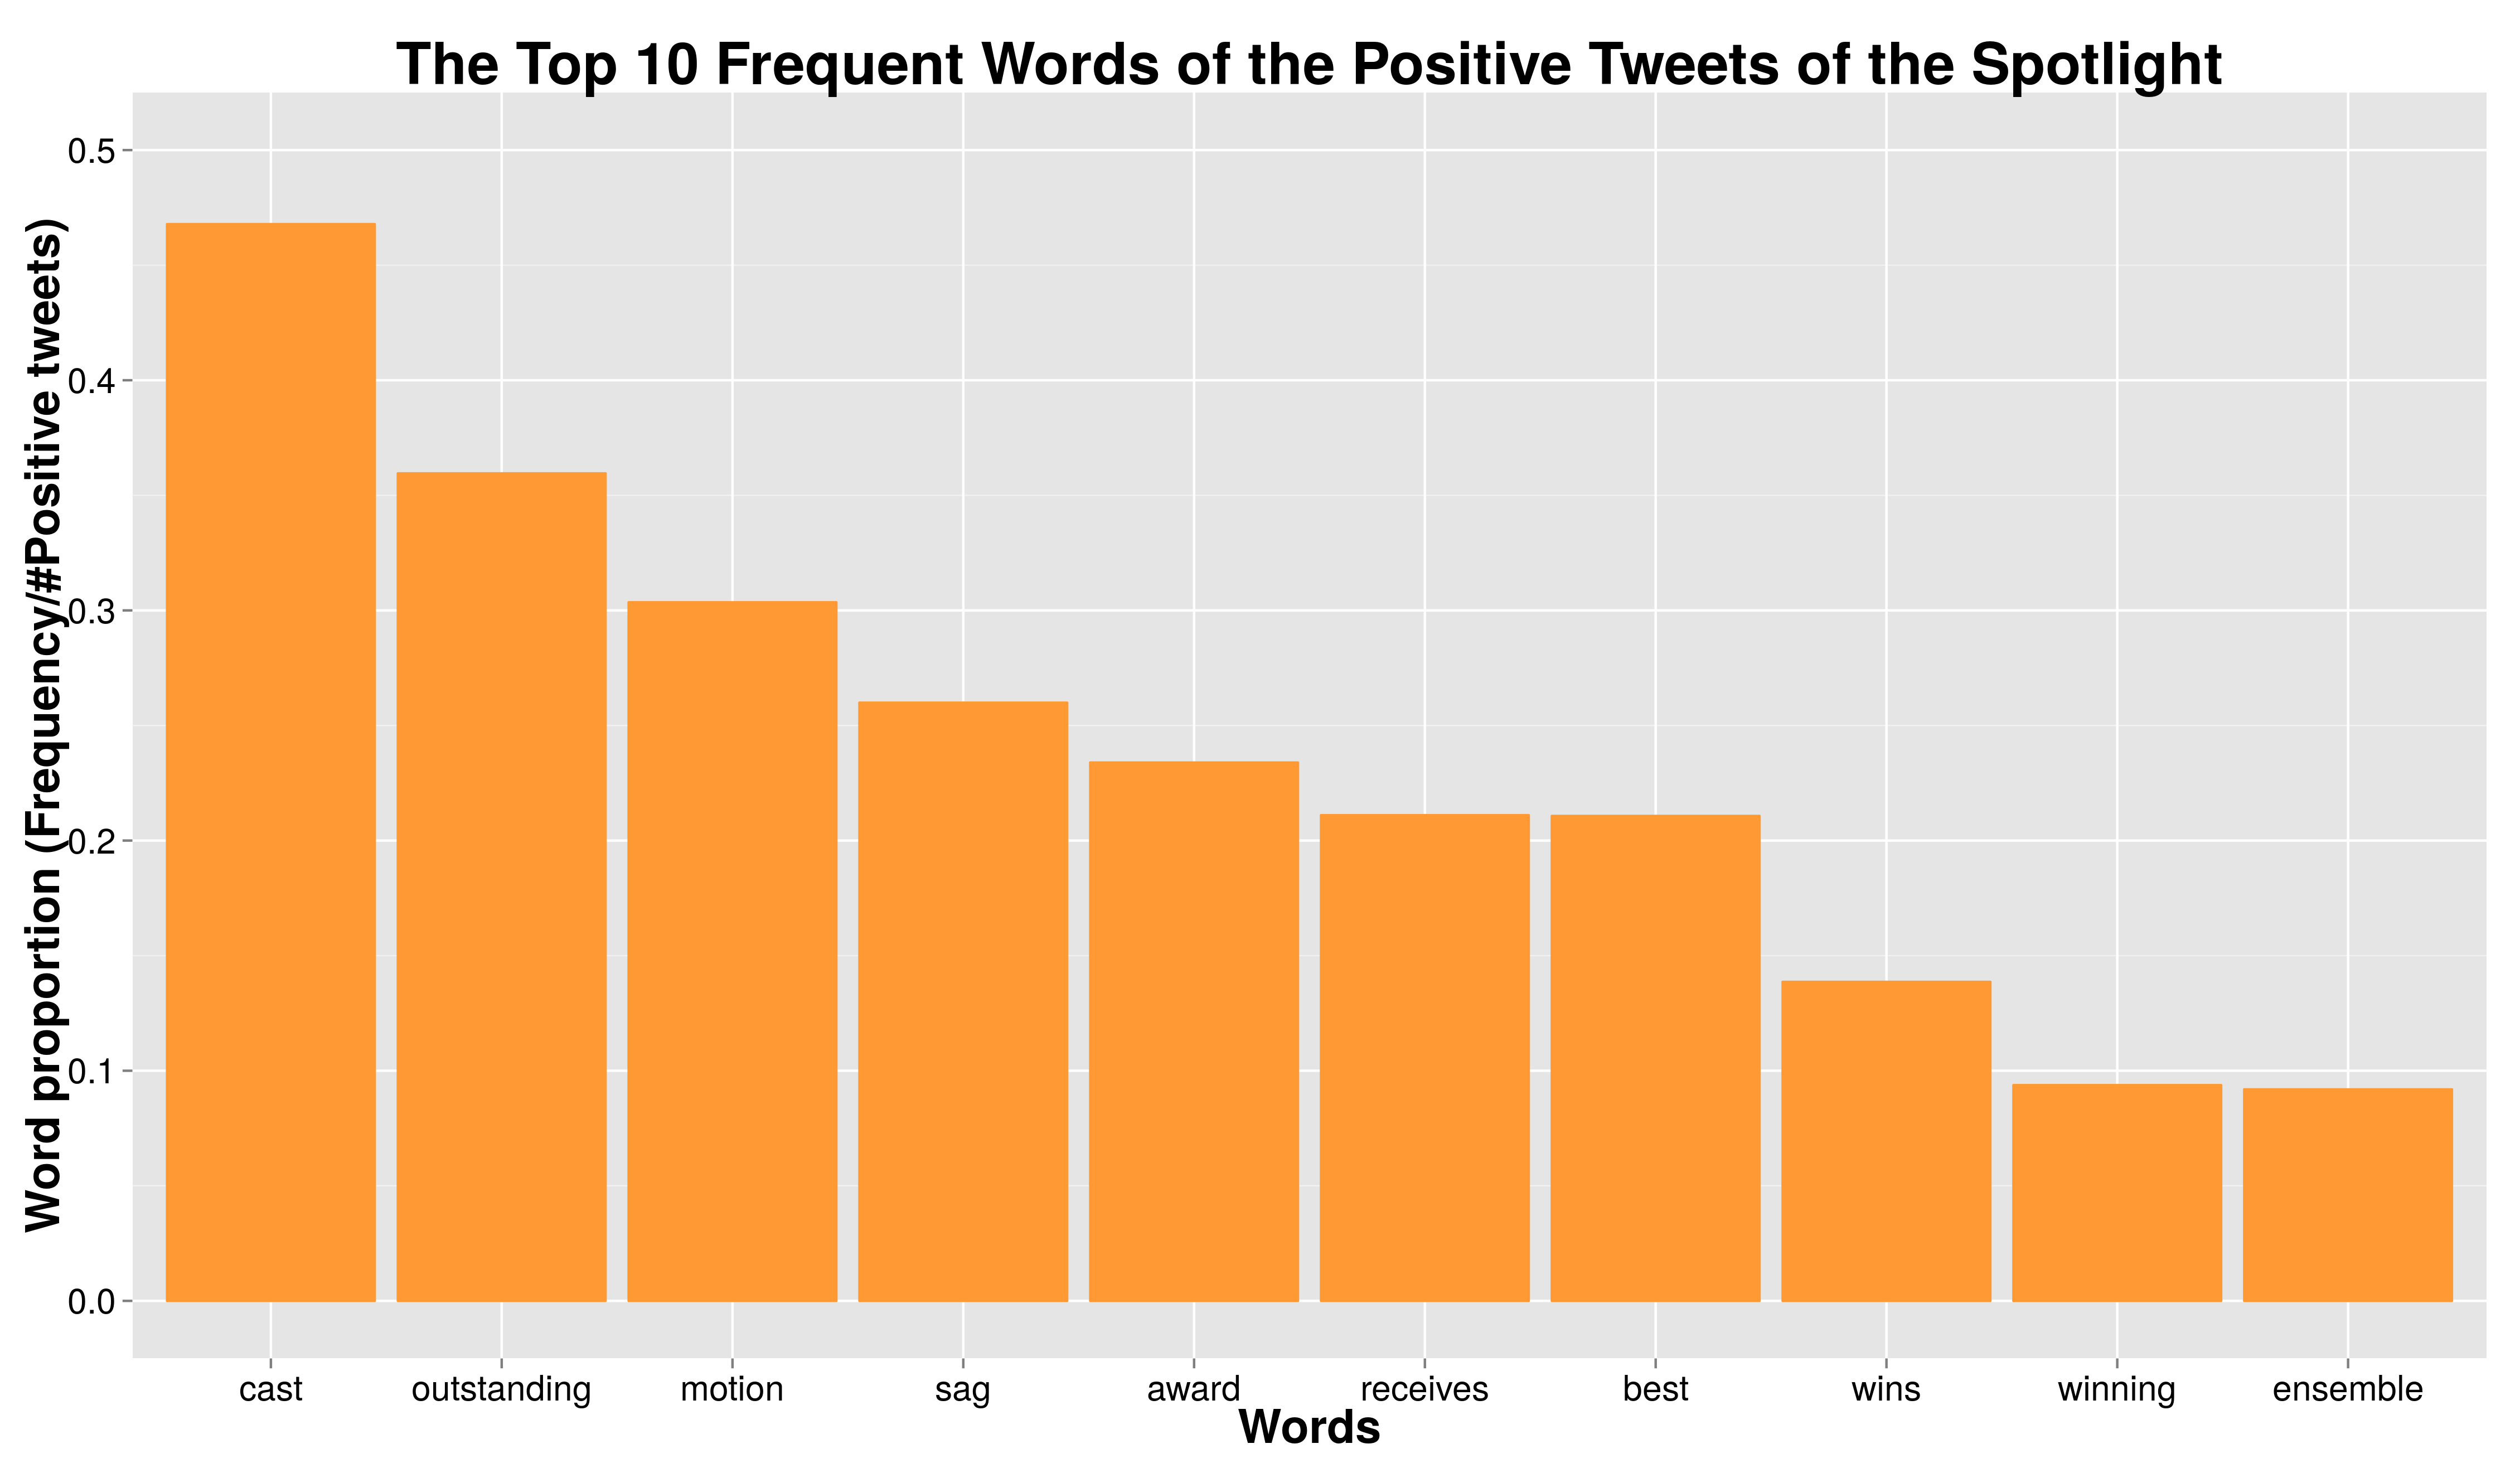 The Top 10 Frequent Words of the Positive Tweets of the Spotlight
Word proportion (Frequency/#Positive tweets)
0.5
0.4
0.3
0.2
0.1
0.0
cast outstanding motion sag award receives best wins winning ensemble
Words